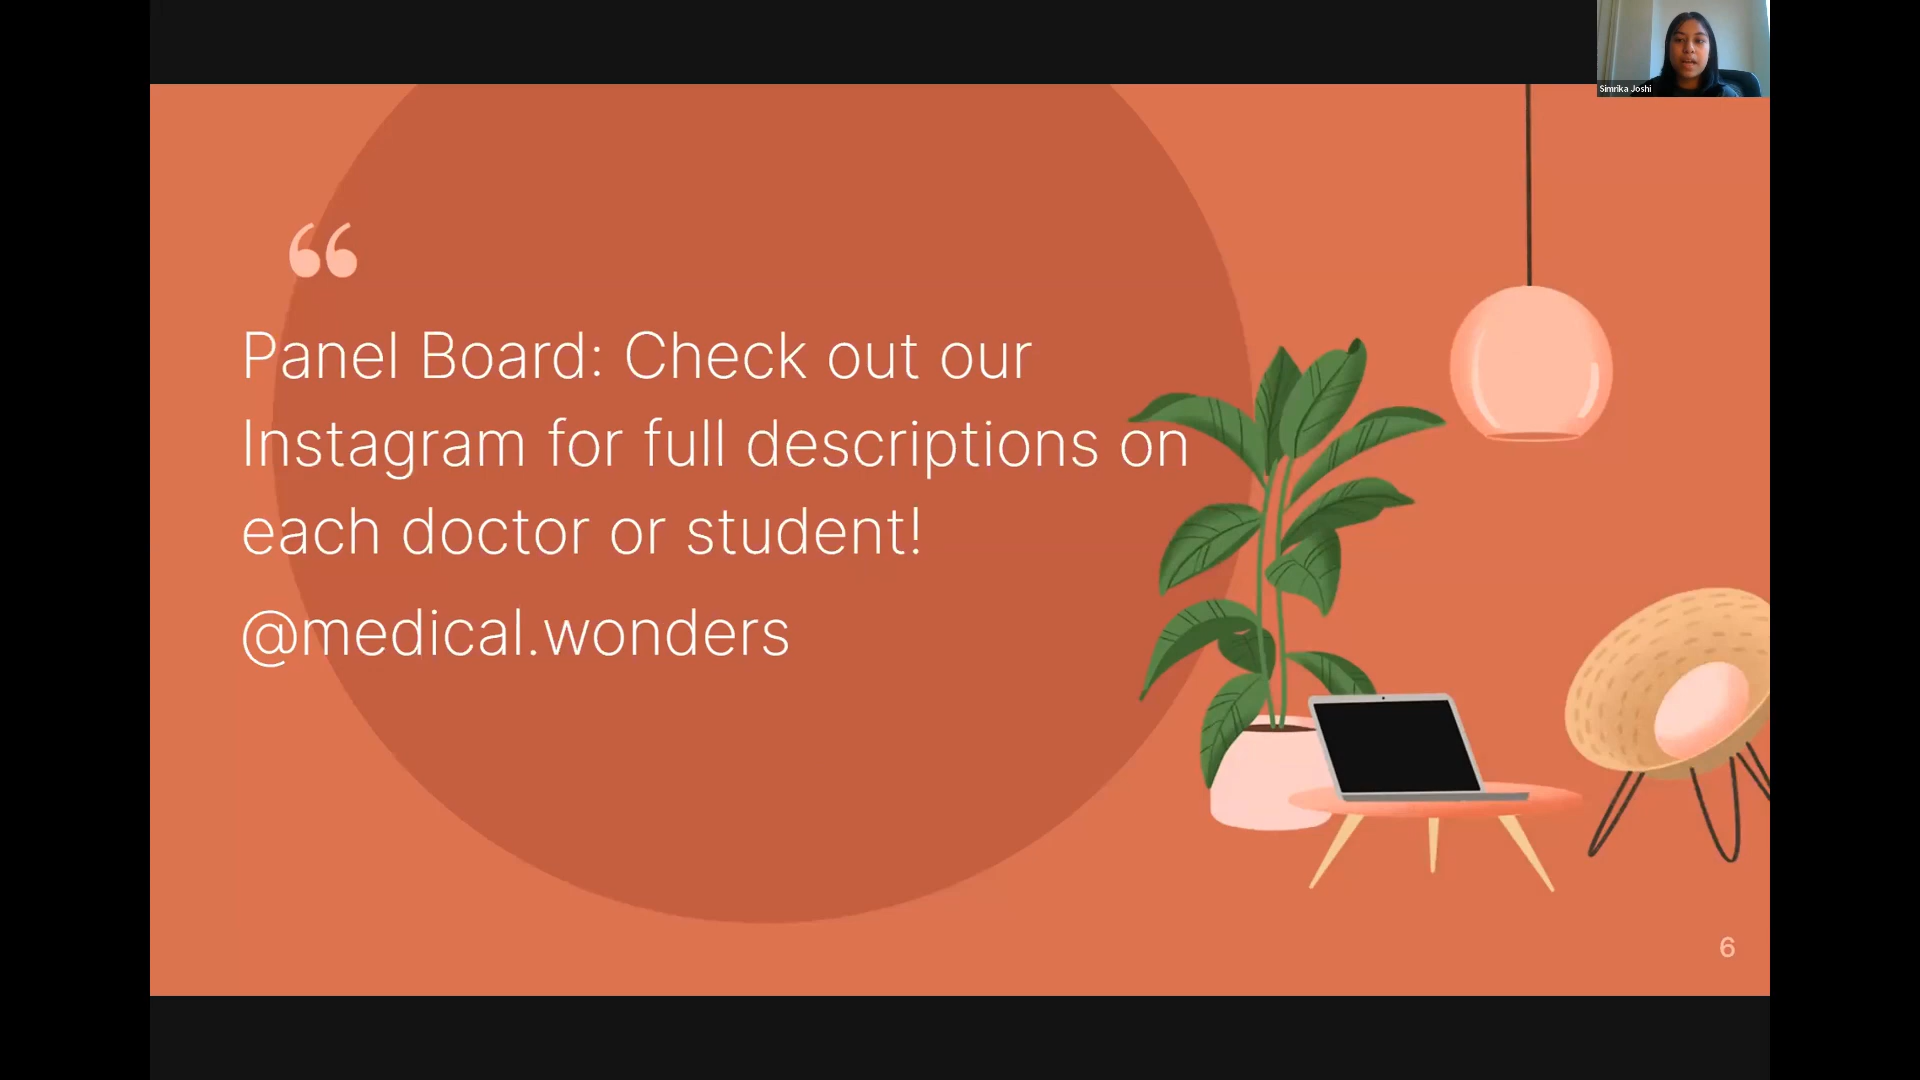 Simrika Joshi
“
Panel Board: Check out our
Instagram for full descriptions on
each doctor or student!
@medical.wonders
6